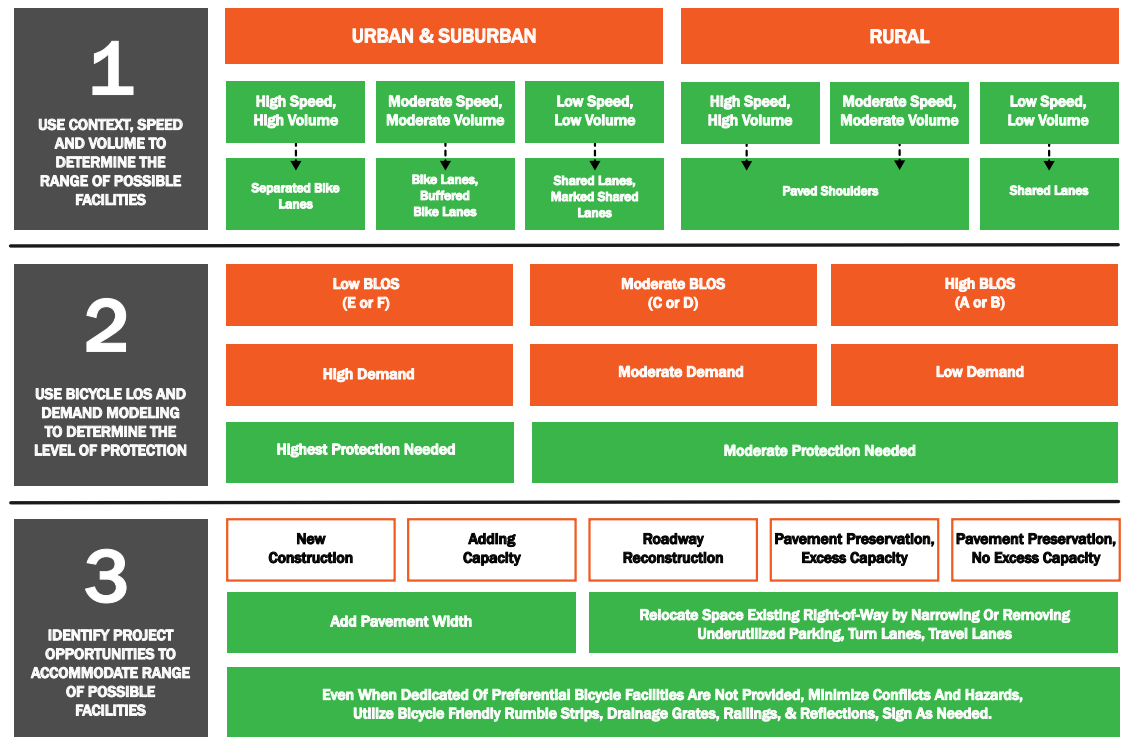 1
USE CONTEXT, SPEED
AND VOLUME TO
DETERMINE THE
RANGE OF POSSIBLE
FACILITIES
URBAN & SUBURBAN
RURAL
High Speed,
High Volume
Moderate Speed,
Moderate Volume
Low Speed,
Low Volume
High Speed,
High Volume
Moderate Speed,
Moderate Volume
Low Speed,
Low Volume
Separated Bike
Lanes
Bike Lanes,
Buffered
Bike Lanes
Shared Lanes,
Marked Shared
Lanes
Paved Shoulders
Shared Lanes
2
USE BICYCLE LOS AND
DEMAND MODELING
TO DETERMINE THE
LEVEL OF PROTECTION
Low BLOS
(E or F)
Moderate BLOS
(C or D)
High BLOS
(A or B)
High Demand
Moderate Demand
Low Demand
Highest Protection Needed
Moderate Protection Needed
3
IDENTIFY PROJECT
OPPORTUNITIES TO
ACCOMMODATE RANGE
OF POSSIBLE
FACILITIES
New
Construction
Adding
Capacity
Roadway
Reconstruction
Pavement Preservation,
Excess Capacity
Pavement Preservation,
No Excess Capacity
Add Pavement Width
Relocate Space Existing Right-of-Way by Narrowing Or Removing
Underutilized Parking, Turn Lanes, Travel Lanes
Even When Dedicated Of Preferential Bicycle Facilities Are Not Provided, Minimize Conflicts And Hazards,
Utilize Bicycle Friendly Rumble Strips, Drainage Grates, Railings, & Reflections, Sign As Needed.